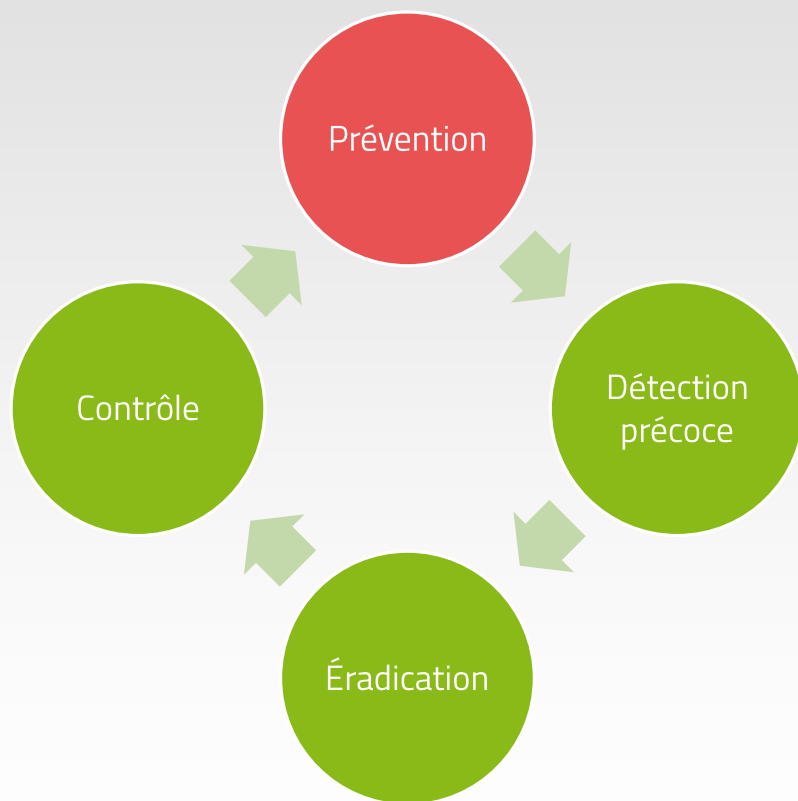 Prévention
Détection
précoce
Éradication
Contrôle